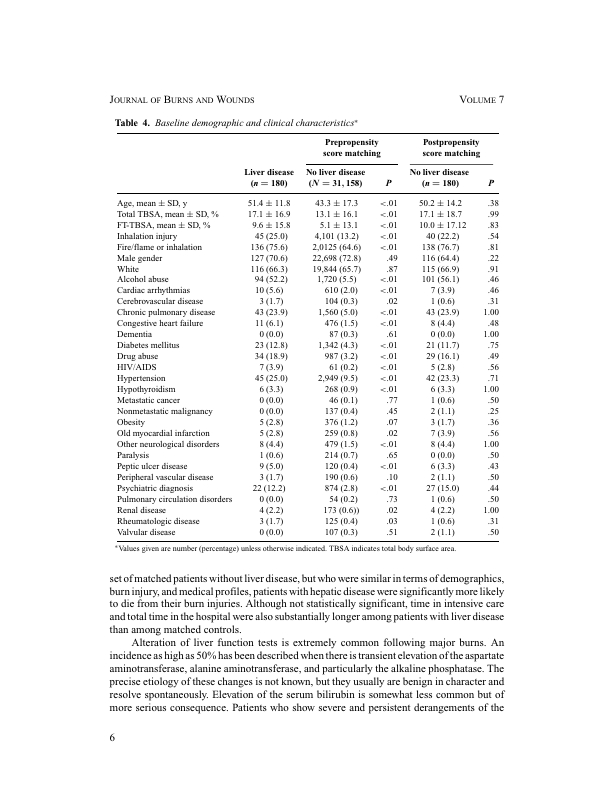 JOURNAL OF BURNS AND WOUNDS VOLUME 7
Table 4. Baseline demographic and clinical characteristics*
Prepropensity Postpropensity
score matching score matching
Liver disease No liver disease No liver disease
(n = 180) (N = 31, 158) P (n = 180) P
Age, mean ± SD, y 51.4 ± 11.8 43.3 ± 17.3 <.01 50.2 ± 14.2 .38
Total TBSA, mean ± SD, % 17.1 ± 16.9 13.1 ± 16.1 <.01 17.1 ± 18.7 .99
FT-TBSA, mean ± SD, % 9.6 ± 15.8 5.1 ± 13.1 <.01 10.0 ± 17.12 .83
Inhalation injury 45 (25.0) 4,101 (13.2) <.01 40 (22.2) .54
Fire/flame or inhalation 136 (75.6) 2,0125 (64.6) <.01 138 (76.7) .81
Male gender 127 (70.6) 22,698 (72.8) .49 116 (64.4) .22
White 116 (66.3) 19,844 (65.7) .87 115 (66.9) .91
Alcohol abuse 94 (52.2) 1,720 (5.5) <.01 101 (56.1) .46
Cardiac arrhythmias 10 (5.6) 610 (2.0) <.01 7 (3.9) .46
Cerebrovascular disease 3 (1.7) 104 (0.3) .02 1 (0.6) .31
Chronic pulmonary disease 43 (23.9) 1,560 (5.0) <.01 43 (23.9) 1.00
Congestive heart failure 11 (6.1) 476 (1.5) <.01 8 (4.4) .48
Dementia 0 (0.0) 87 (0.3) .61 0 (0.0) 1.00
Diabetes mellitus 23 (12.8) 1,342 (4.3) <.01 21 (11.7) .75
Drug abuse 34 (18.9) 987 (3.2) <.01 29 (16.1) .49
HIV/AIDS 7 (3.9) 61 (0.2) <.01 5 (2.8) .56
Hypertension 45 (25.0) 2,949 (9.5) <.01 42 (23.3) .71
Hypothyroidism 6 (3.3) 268 (0.9) <.01 6 (3.3) 1.00
Metastatic cancer 0 (0.0) 46 (0.1) .77 1 (0.6) .50
Nonmetastatic malignancy 0 (0.0) 137 (0.4) .45 2 (1.1) .25
Obesity 5 (2.8) 376 (1.2) .07 3 (1.7) .36
Old myocardial infarction 5 (2.8) 259 (0.8) .02 7 (3.9) .56
Other neurological disorders 8 (4.4) 479 (1.5) <.01 8 (4.4) 1.00
Paralysis 1 (0.6) 214 (0.7) .65 0 (0.0) .50
Peptic ulcer disease 9 (5.0) 120 (0.4) <.01 6 (3.3) .43
Peripheral vascular disease 3 (1.7) 190 (0.6) .10 2 (1.1) .50
Psychiatric diagnosis 22 (12.2) 874 (2.8) <.01 27 (15.0) .44
Pulmonary circulation disorders 0 (0.0) 54 (0.2) .73 1 (0.6) .50
Renal disease 4 (2.2) 173 (0.6)) .02 4 (2.2) 1.00
Rheumatologic disease 3 (1.7) 125 (0.4) .03 1 (0.6) .31
Valvular disease 0 (0.0) 107 (0.3) .51 2 (1.1) .50
*Values given are number (percentage) unless otherwise indicated. TBSA indicates total body surface area.
set of matched patients without liver disease, but who were similar in terms of demographics,
burn injury, and medical profiles, patients with hepatic disease were significantly more likely
to die from their burn injuries. Although not statistically significant, time in intensive care
and total time in the hospital were also substantially longer among patients with liver disease
than among matched controls.
Alteration of liver function tests is extremely common following major burns. An
incidence as high as 50% has been described when there is transient elevation of the aspartate
aminotransferase, alanine aminotransferase, and particularly the alkaline phosphatase. The
precise etiology of these changes is not known, but they usually are benign in character and
resolve spontaneously. Elevation of the serum bilirubin is somewhat less common but of
more serious consequence. Patients who show severe and persistent derangements of the
6